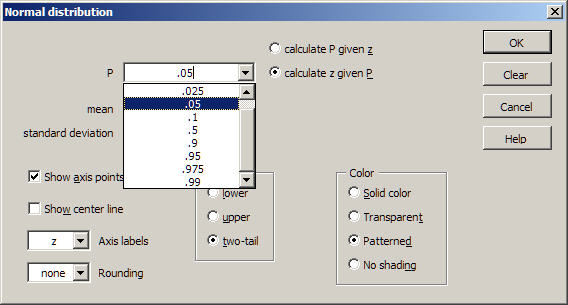 Normal distribution
calculate P given z
P .05 calculate z given P
.025
.05
.1
.5
.9
.95
.975
.99
mean
standard deviation
Show axis points
Show center line
z Axis labels
none Rounding
lower
upper
two-tail
Color
Solid color
Transparent
Patterned
No shading
OK
Clear
Cancel
Help